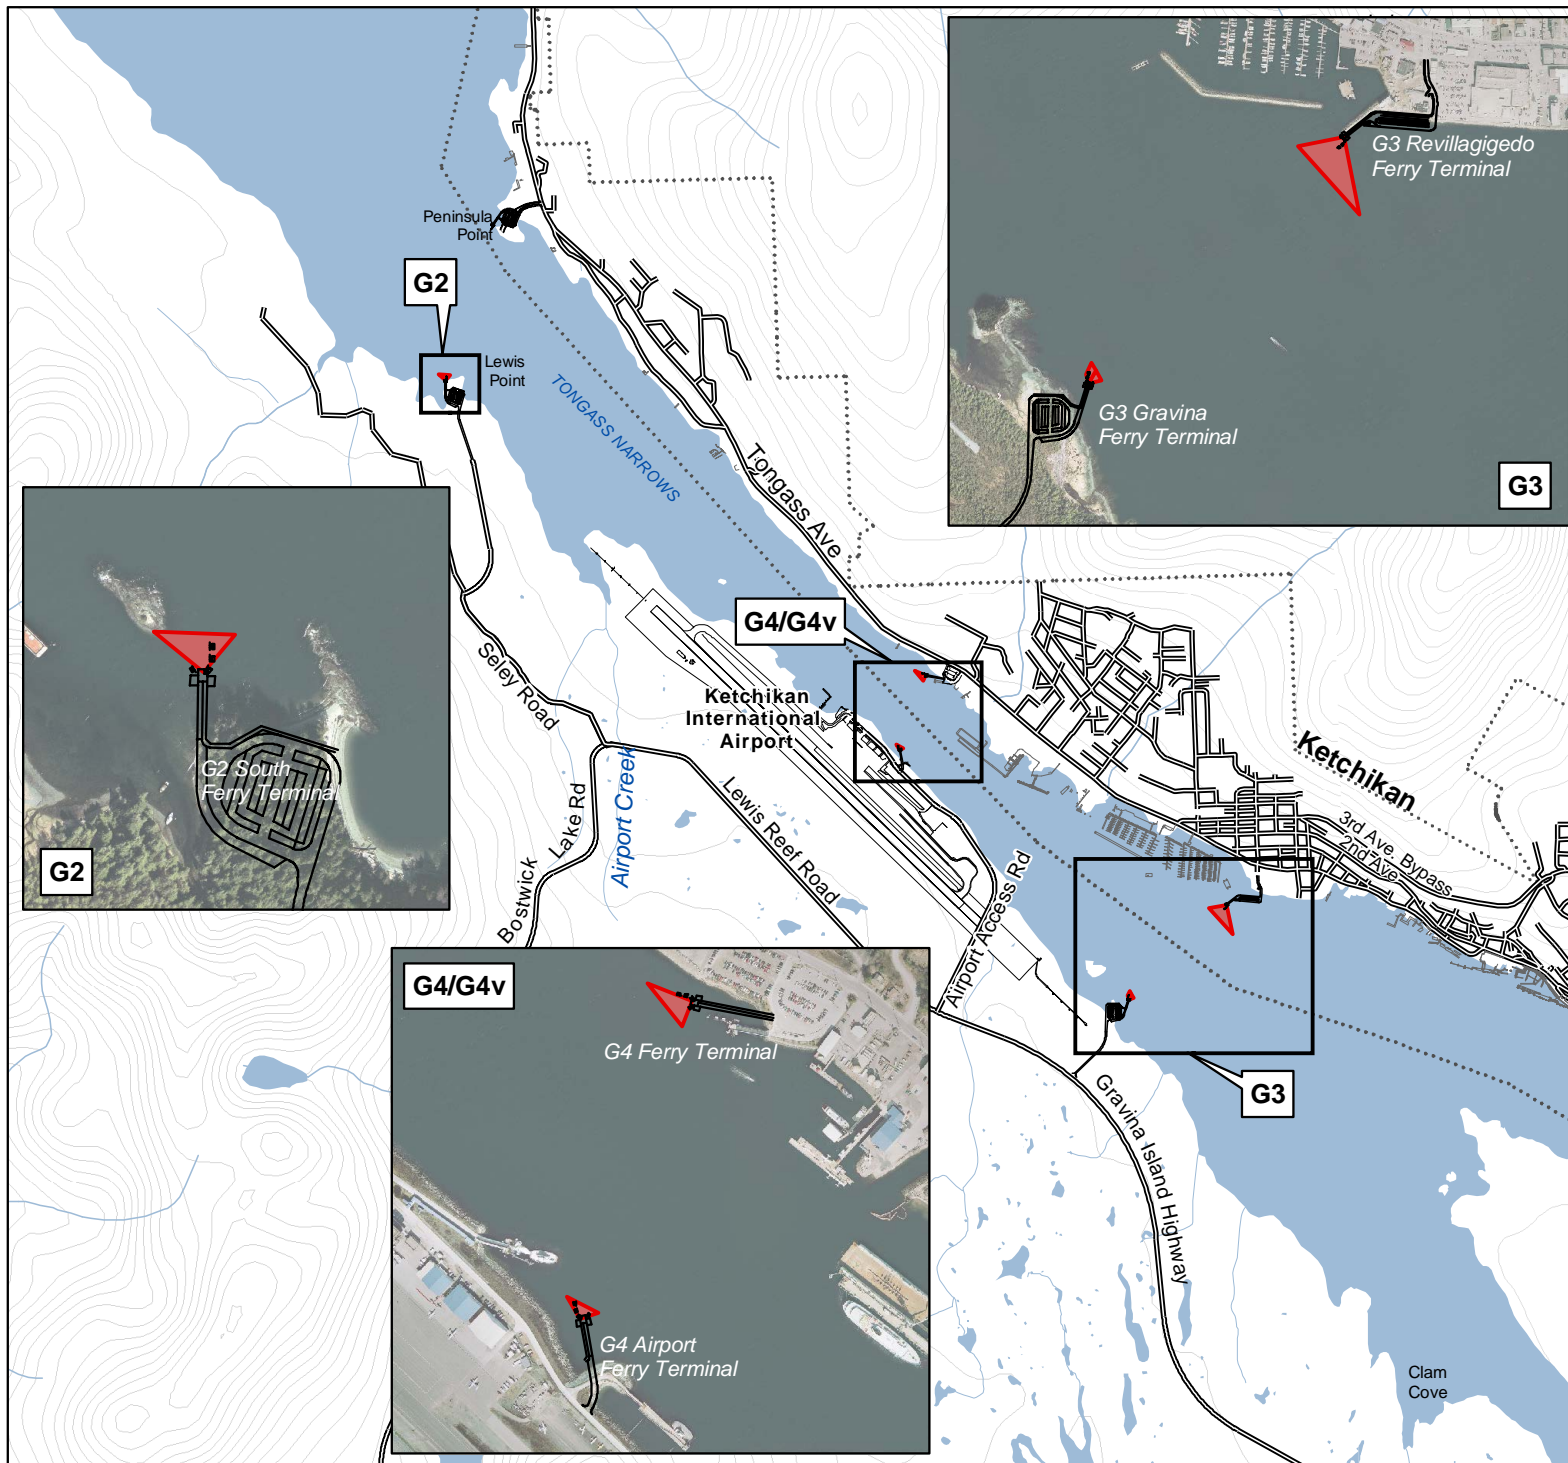 G3 Revillagigedo
Ferry Terminal
G3 Gravina
Ferry Terminal
G3
Peninsula
Point
G2
Lewis
Point
TONGASS NARROWS
Tongass Ave
G2 South
Ferry Terminal
G2
G4/G4v
Ketchikan
International
Airport
Seley Road
Airport Creek
Lewis Reef Road
Bostwick
Lake Rd
Airport Access Rd
Ketchikan
3rd Ave. Bypass
2nd Ave
G3
G4/G4v
G4 Ferry Terminal
G4 Airport
Ferry Terminal
Gravina Island Highway
Clam
Cove